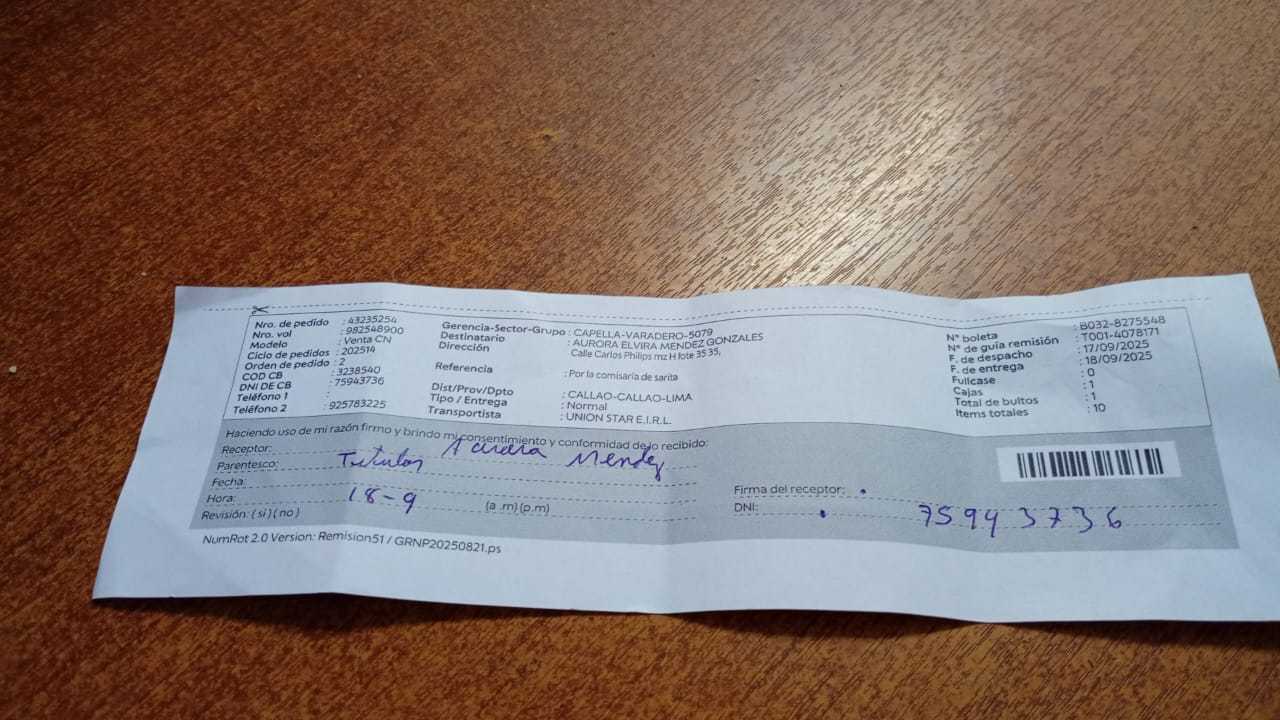 Nro. de pedido : 43235254
Nro. vol : 982548900
Modelo : Venta CN
Ciclo de pedidos : 202514
Orden de pedido : 2
COD CB : 3238540
DNI DE CB : 75943736
Teléfono 1 :
Teléfono 2 : 925783225
Gerencia-Sector-Grupo : CAPELLA-VARADERO-5079
Destinatario : AURORA ELVIRA MENDEZ GONZALES
Dirección Calle Carlos Philips mz H lote 35 35,
Referencia : Por la comisaria de sarita
Dist/Prov/Dpto : CALLAO-CALLAO-LIMA
Tipo / Entrega : Normal
Transportista : UNION STAR E.I.R.L.
N° boleta : B032-8275548
N° de guía remisión : T001-4078171
F. de despacho : 17/09/2025
F. de entrega : 18/09/2025
Fullcase : 0
Cajas : 1
Total de bultos : 1
Items totales : 10
Haciendo uso de mi razón firmo y brindo mi consentimiento y conformidad de lo recibido:
Receptor: Mendez
Parentesco:
Fecha: 18-9
Hora: (a .m) (p.m)
Revisión: ( si ) ( no )
Firma del receptor:
DNI: 75943736
NumRot 2.0 Version: Remision51 / GRNP20250821.ps